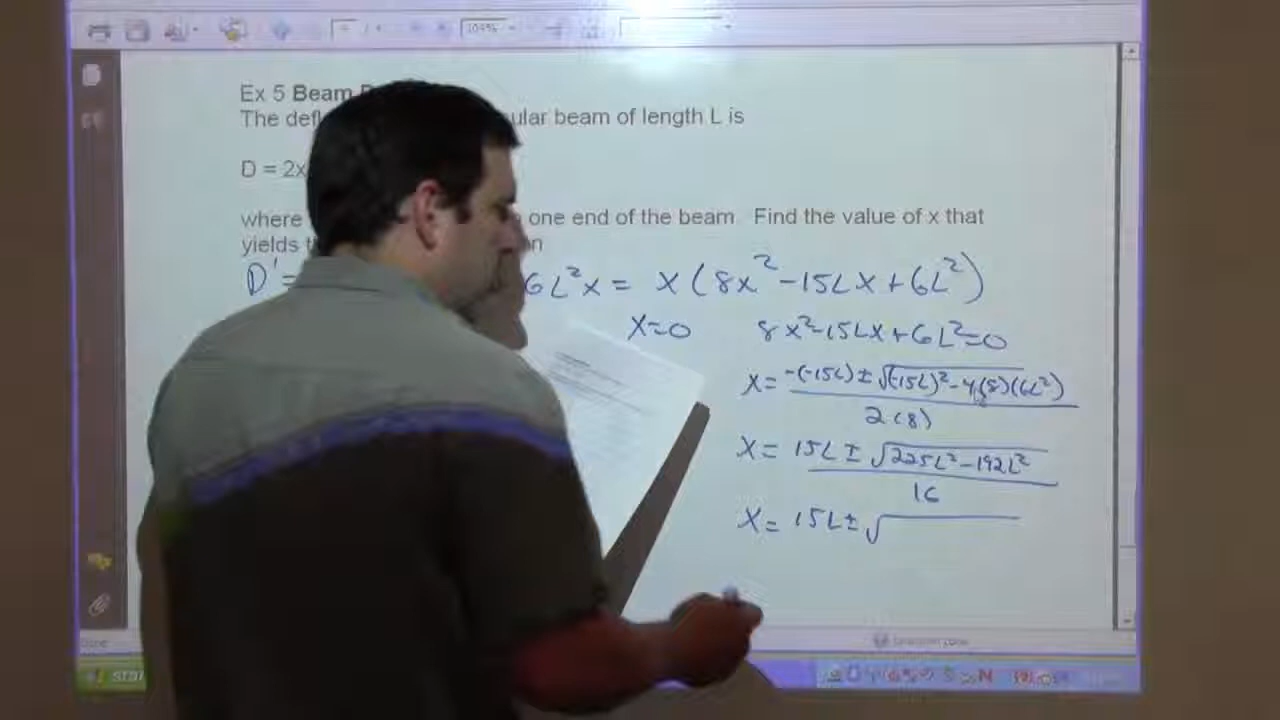 104%
Ex 5 Beam
The defl ular beam of length L is
D = 2x
where one end of the beam. Find the value of x that
yields t n
D' = 6L²x = x(8x² - 15Lx + 6L²)
x=0 8x²-15Lx+6L²=0
x = -(-15L) ± √(-15L)² - 4(8)(6L²)
2(8)
x = 15L ± √225L² - 192L²
16
x = 15L ± √
star